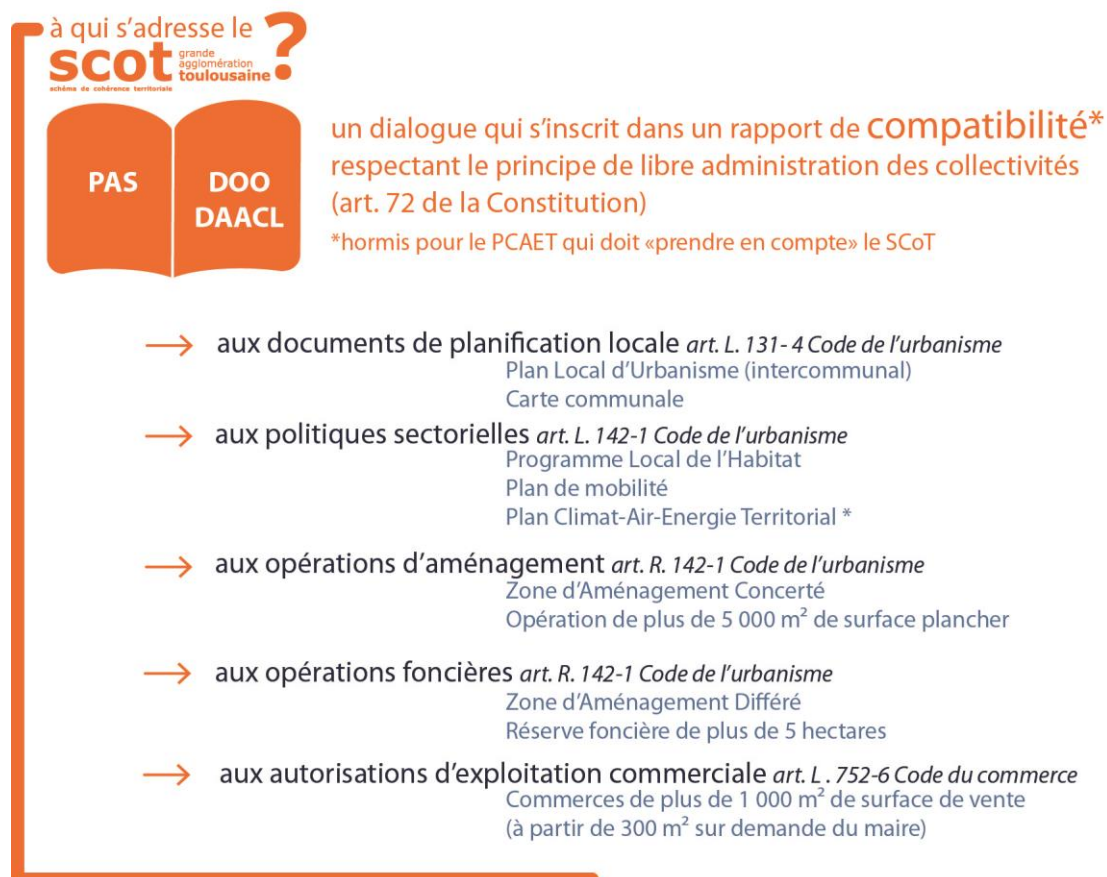 à qui s’adresse le
scot
grande
agglomération
toulousaine
?
schéma de cohérence territoriale
PAS
DOO
DAACL
un dialogue qui s’inscrit dans un rapport de compatibilité*
respectant le principe de libre administration des collectivités
(art. 72 de la Constitution)
*hormis pour le PCAET qui doit «prendre en compte» le SCoT
→ aux documents de planification locale art. L. 131- 4 Code de l’urbanisme
Plan Local d’Urbanisme (intercommunal)
Carte communale
→ aux politiques sectorielles art. L. 142-1 Code de l’urbanisme
Programme Local de l’Habitat
Plan de mobilité
Plan Climat-Air-Energie Territorial *
→ aux opérations d’aménagement art. R. 142-1 Code de l’urbanisme
Zone d’Aménagement Concerté
Opération de plus de 5 000 m² de surface plancher
→ aux opérations foncières art. R. 142-1 Code de l’urbanisme
Zone d’Aménagement Différé
Réserve foncière de plus de 5 hectares
→ aux autorisations d’exploitation commerciale art. L . 752-6 Code du commerce
Commerces de plus de 1 000 m² de surface de vente
(à partir de 300 m² sur demande du maire)